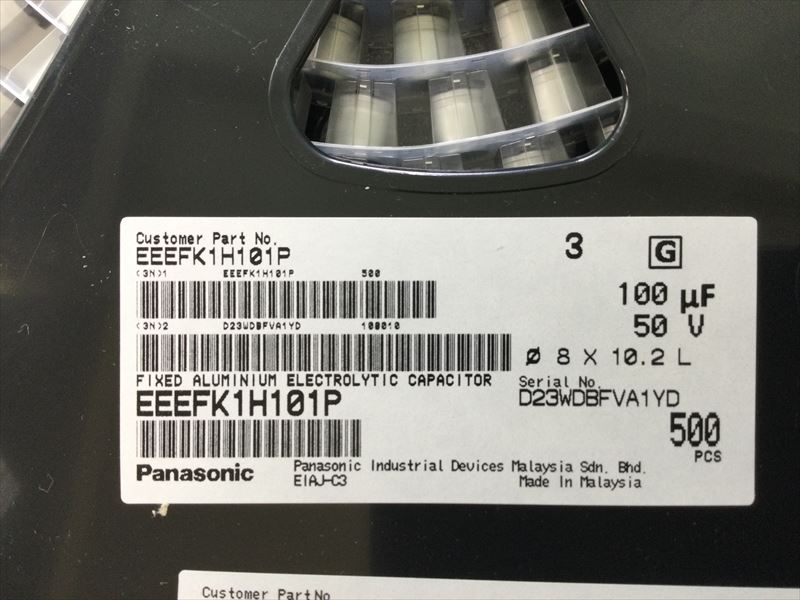 Customer Part No.
EEEFK1H101P
3
G
(3N)1 EEEFK1H101P 500
100 µF
50 V
(3N)2 D23WDBFVA1YD 100010
Ø 8 X 10.2 L
FIXED ALUMINIUM ELECTROLYTIC CAPACITOR
Serial No.
EEEFK1H101P
D23WDBFVA1YD
500
PCS
Panasonic
Panasonic Industrial Devices Malaysia Sdn. Bhd.
EIAJ-C3
Made In Malaysia
Customer Part No